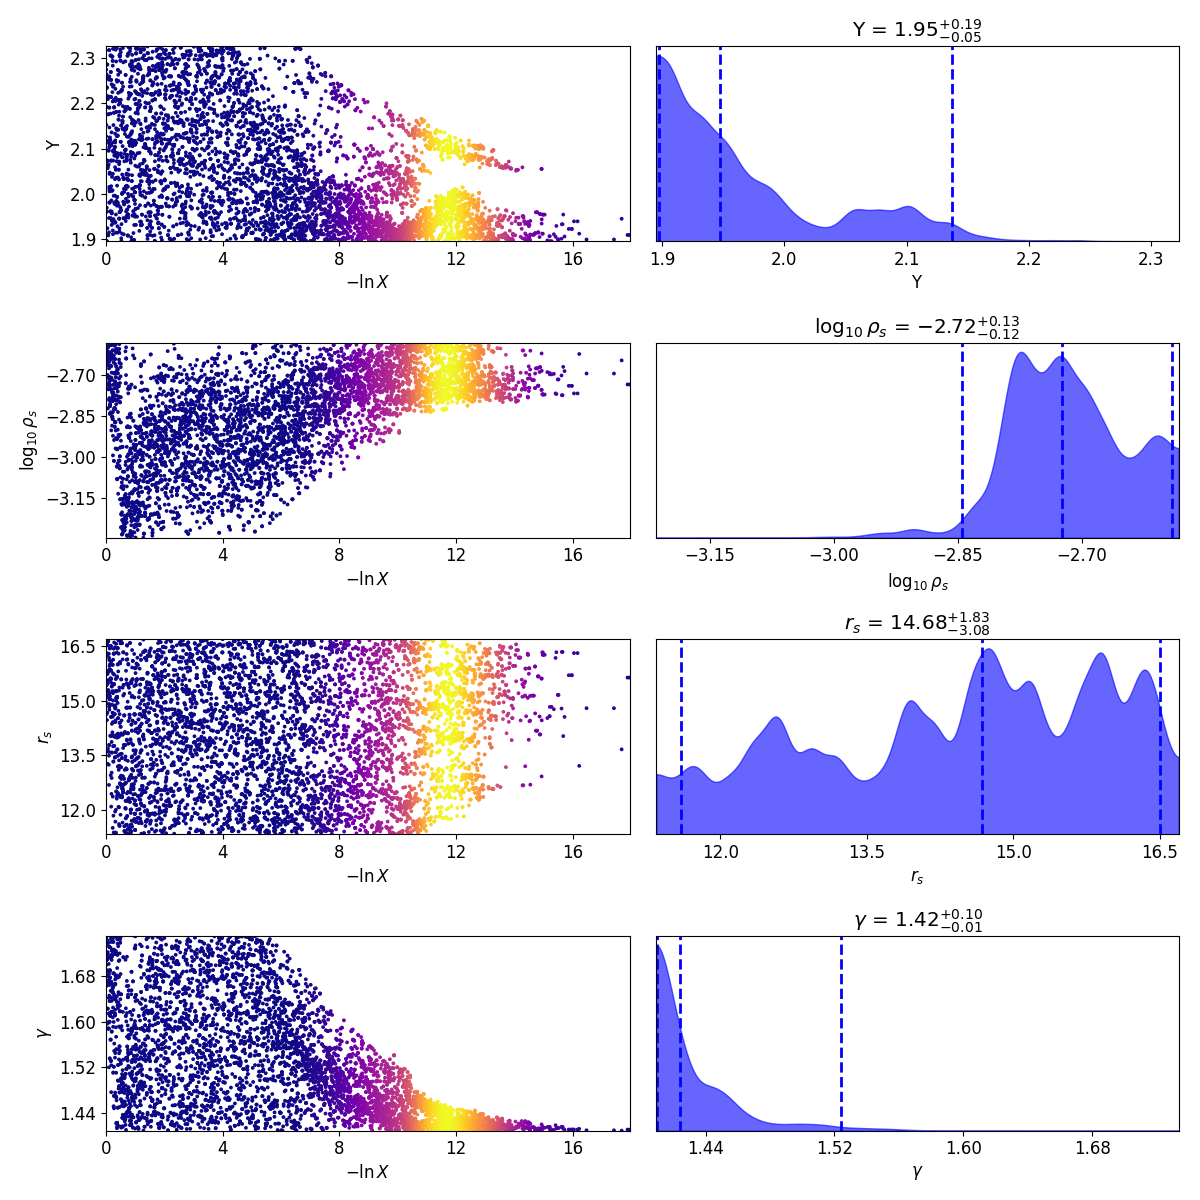 Y = 1.95^{+0.19}_{-0.05}
2.3
2.2
2.1
2.0
1.9
Y
0 4 8 12 16
−ln X
1.9 2.0 2.1 2.2 2.3
Y
log₁₀ ρₛ = −2.72^{+0.13}_{-0.12}
−2.70
−2.85
−3.00
−3.15
log₁₀ ρₛ
0 4 8 12 16
−ln X
−3.15 −3.00 −2.85 −2.70
log₁₀ ρₛ
rₛ = 14.68^{+1.83}_{-3.08}
16.5
15.0
13.5
12.0
rₛ
0 4 8 12 16
−ln X
12.0 13.5 15.0 16.5
rₛ
γ = 1.42^{+0.10}_{-0.01}
1.68
1.60
1.52
1.44
γ
0 4 8 12 16
−ln X
1.44 1.52 1.60 1.68
γ